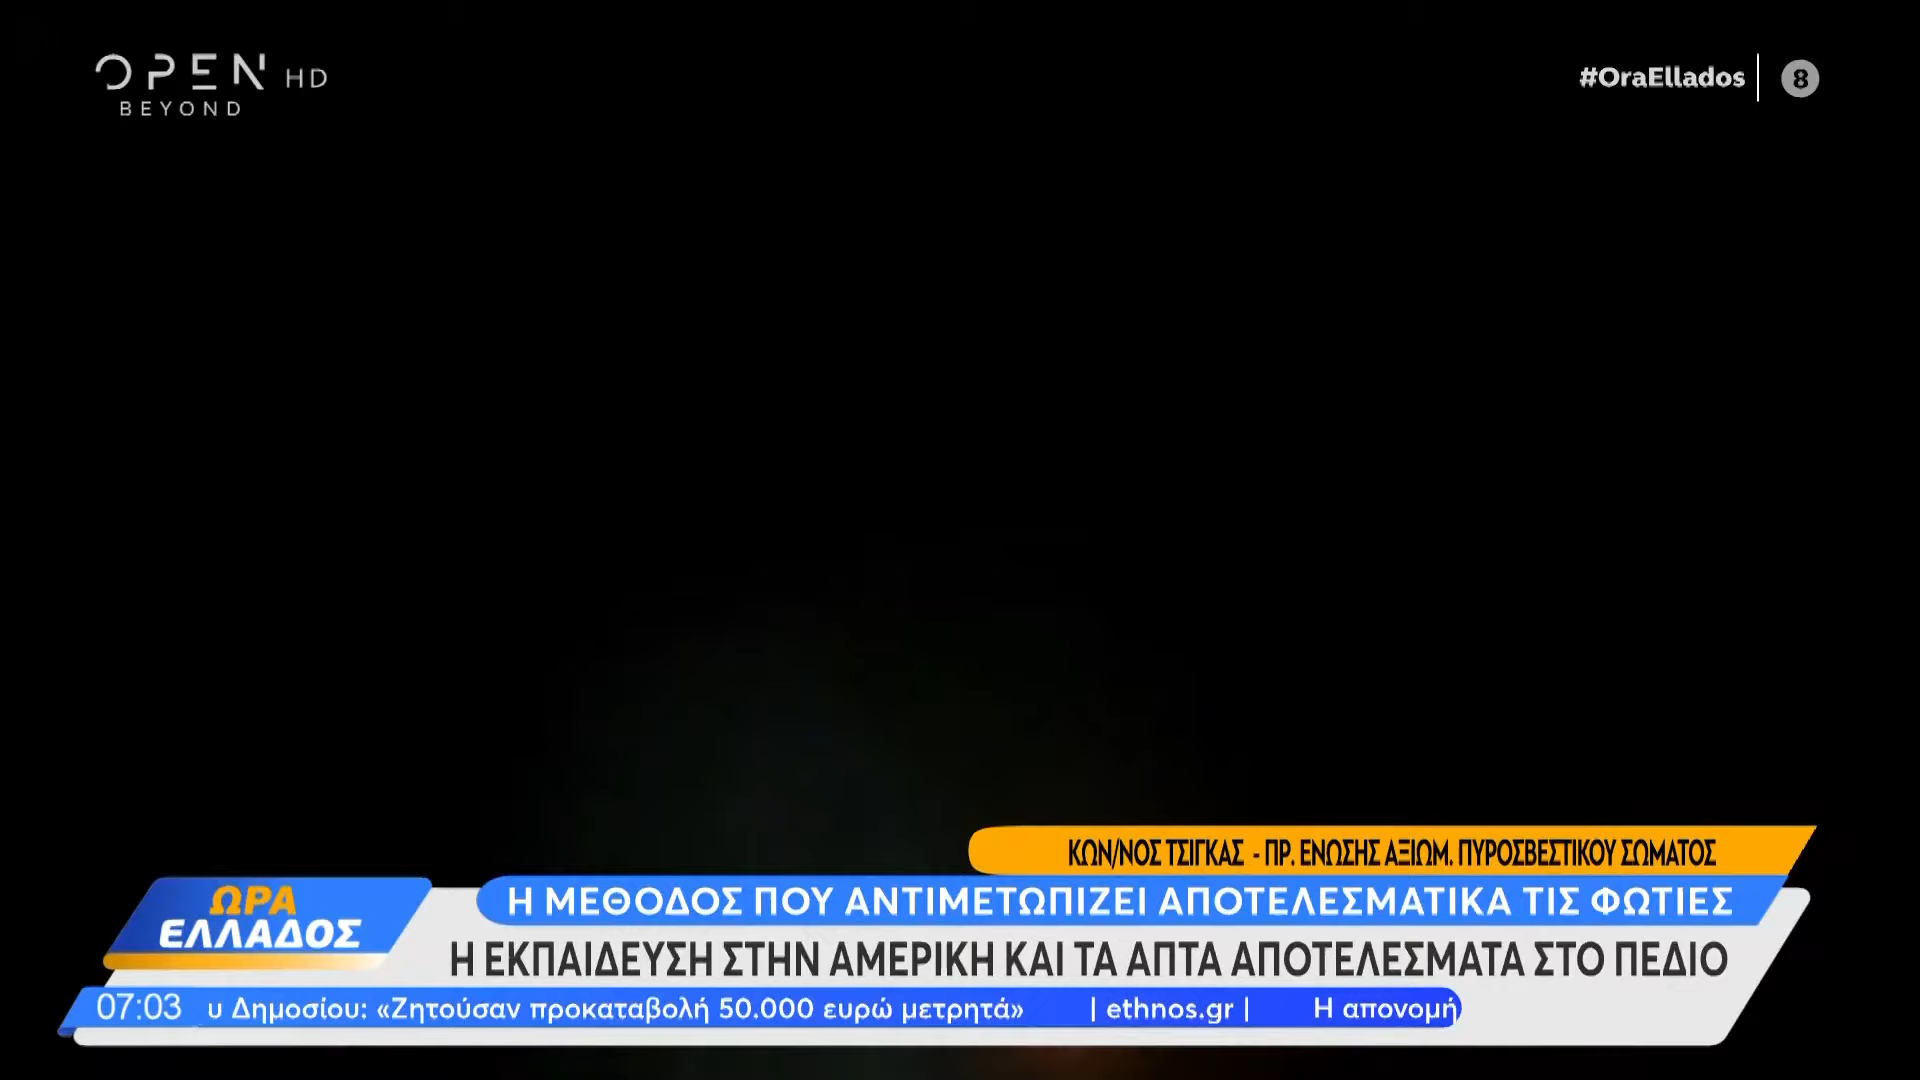 OPEN HD
BEYOND
#OraEllados
8
ΚΩΝ/ΝΟΣ ΤΣΙΓΚΑΣ - ΠΡ. ΕΝΩΣΗΣ ΑΞΙΩΜ. ΠΥΡΟΣΒΕΣΤΙΚΟΥ ΣΩΜΑΤΟΣ
Η ΜΕΘΟΔΟΣ ΠΟΥ ΑΝΤΙΜΕΤΩΠΙΖΕΙ ΑΠΟΤΕΛΕΣΜΑΤΙΚΑ ΤΙΣ ΦΩΤΙΕΣ
ΩΡΑ
ΕΛΛΑΔΟΣ
Η ΕΚΠΑΙΔΕΥΣΗ ΣΤΗΝ ΑΜΕΡΙΚΗ ΚΑΙ ΤΑ ΑΠΤΑ ΑΠΟΤΕΛΕΣΜΑΤΑ ΣΤΟ ΠΕΔΙΟ
07:03 υ Δημοσίου: «Ζητούσαν προκαταβολή 50.000 ευρώ μετρητά» | ethnos.gr | Η απονομή